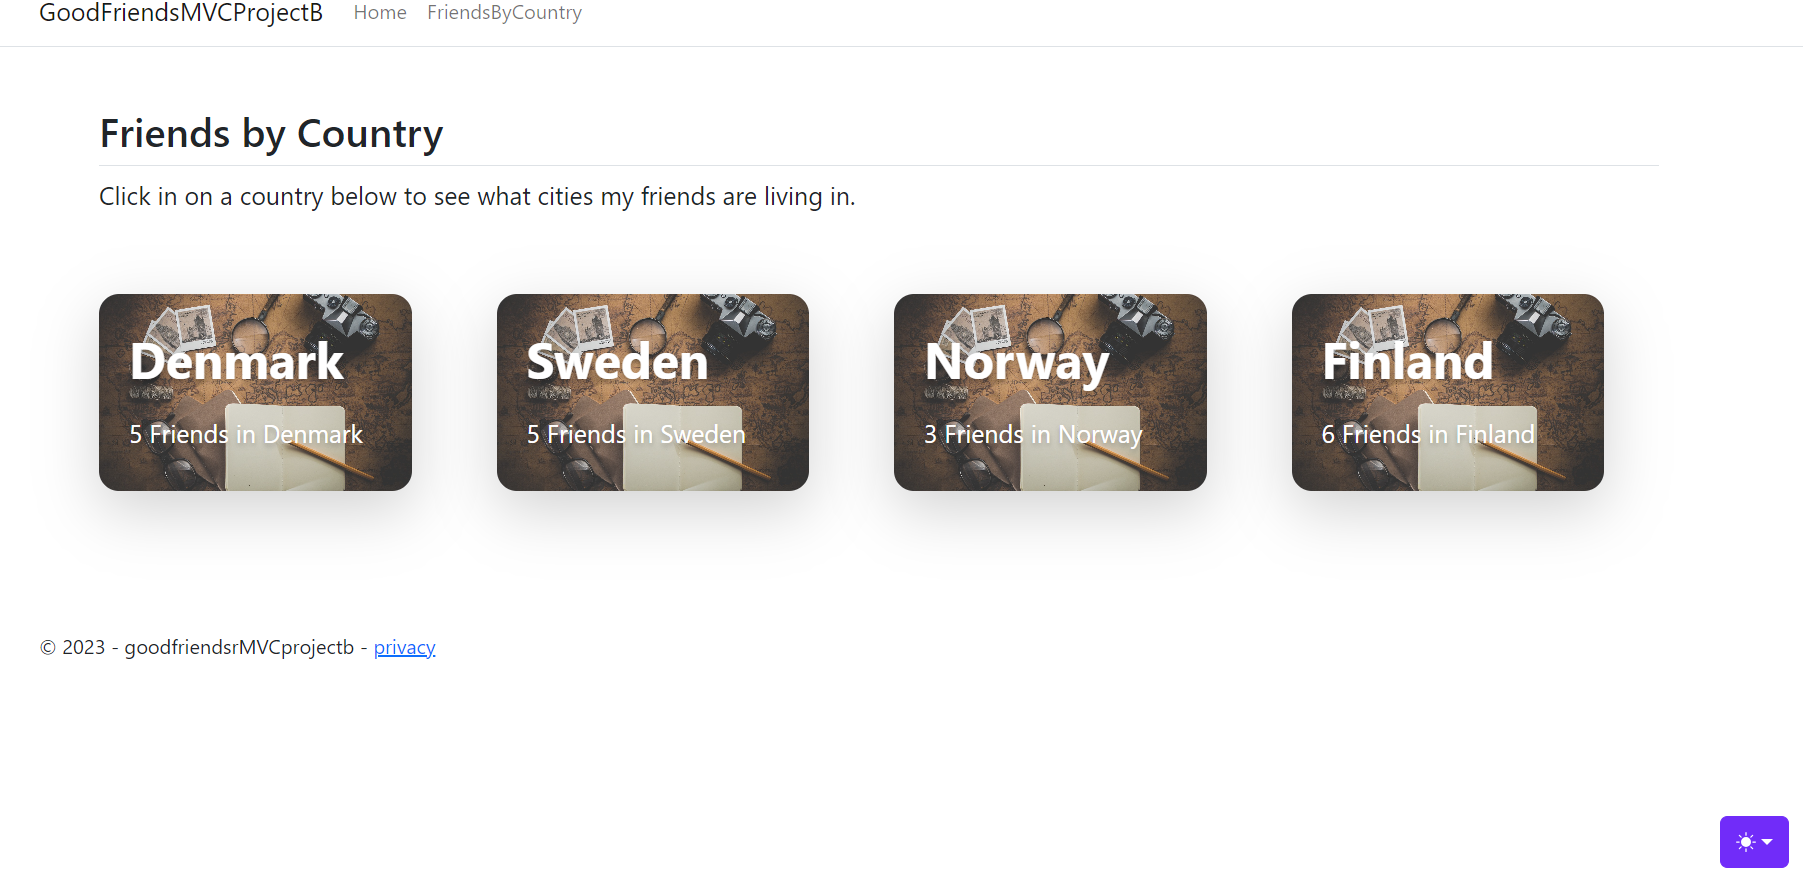 GoodFriendsMVCProjectB Home FriendsByCountry
Friends by Country
Click in on a country below to see what cities my friends are living in.
Denmark
5 Friends in Denmark
Sweden
5 Friends in Sweden
Norway
3 Friends in Norway
Finland
6 Friends in Finland
© 2023 - goodfriendsrMVCprojectb - privacy